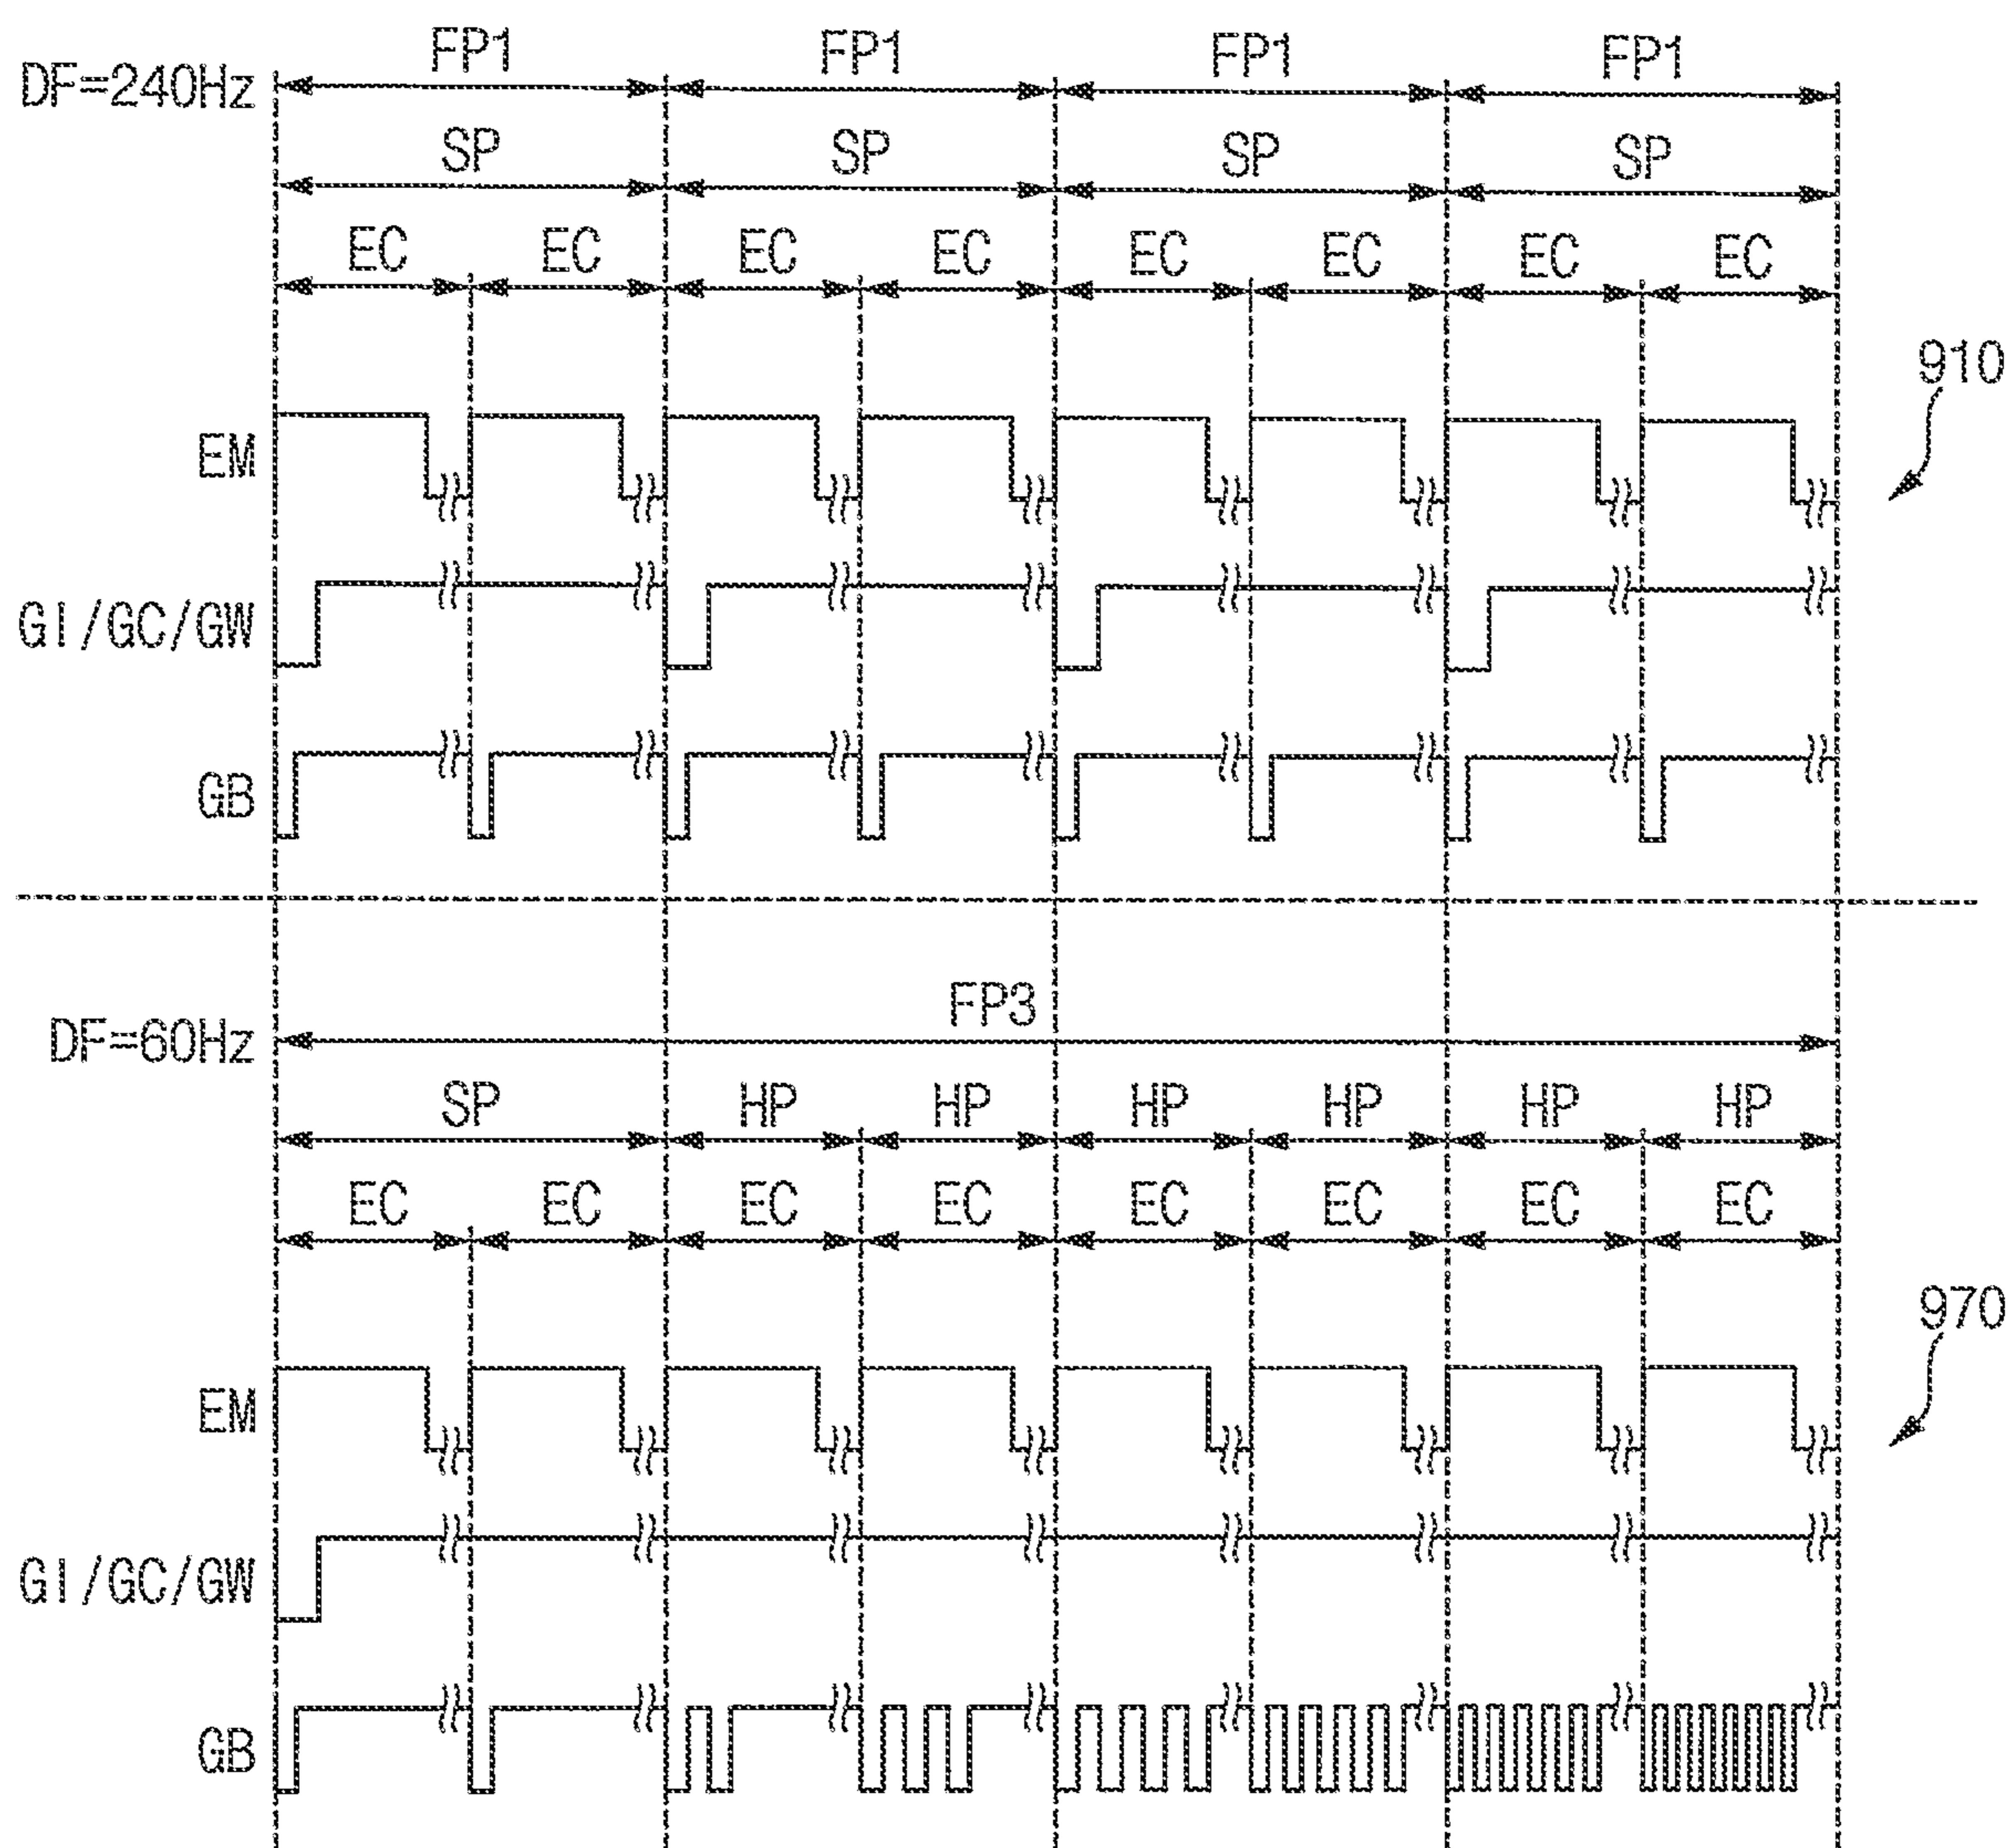 FP1 FP1 FP1 FP1
DF=240Hz
SP SP SP SP
EC EC EC EC EC EC EC EC
910
EM
GI/GC/GW
GB
FP3
DF=60Hz
SP HP HP HP HP HP HP
EC EC EC EC EC EC EC EC
970
EM
GI/GC/GW
GB